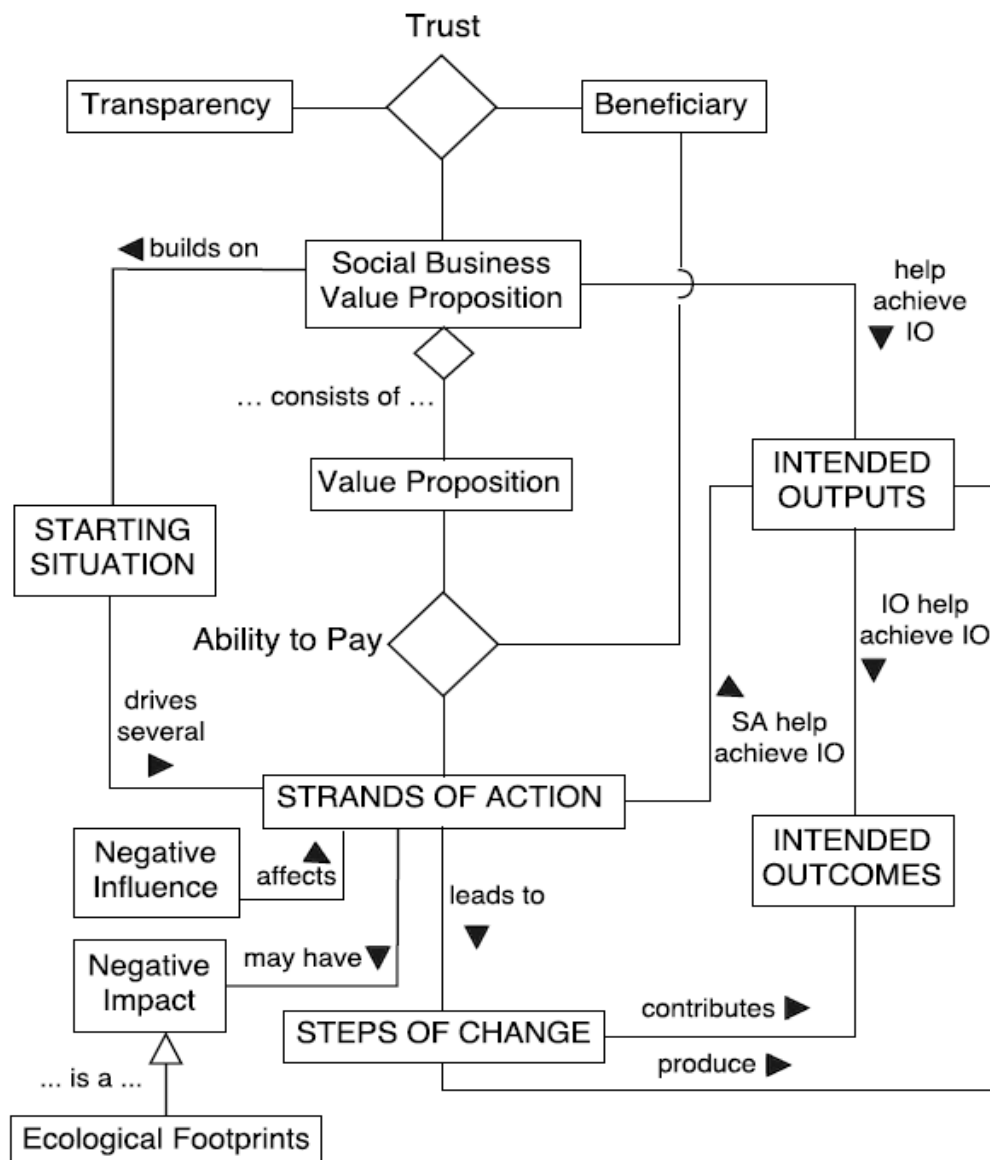 Trust
Transparency
Beneficiary
builds on
Social Business
Value Proposition
help
achieve
IO
... consists of ...
Value Proposition
INTENDED
OUTPUTS
STARTING
SITUATION
Ability to Pay
IO help
achieve IO
drives
several
SA help
achieve IO
STRANDS OF ACTION
Negative
Influence
affects
INTENDED
OUTCOMES
leads to
Negative
Impact
may have
contributes
STEPS OF CHANGE
produce
... is a ...
Ecological Footprints